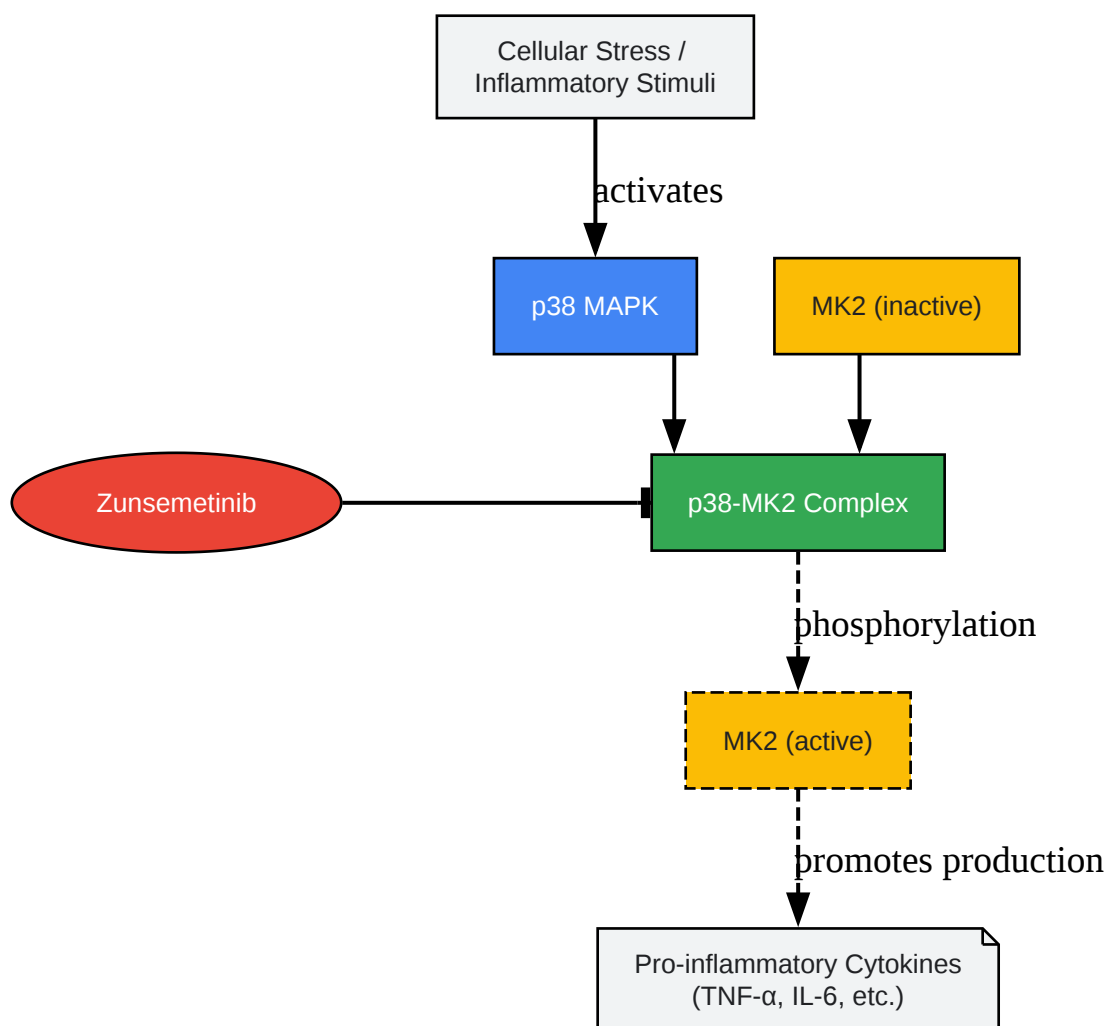 Cellular Stress /
Inflammatory Stimuli
activates
p38 MAPK
MK2 (inactive)
Zunsemetinib
p38-MK2 Complex
phosphorylation
MK2 (active)
promotes production
Pro-inflammatory Cytokines
(TNF-α, IL-6, etc.)